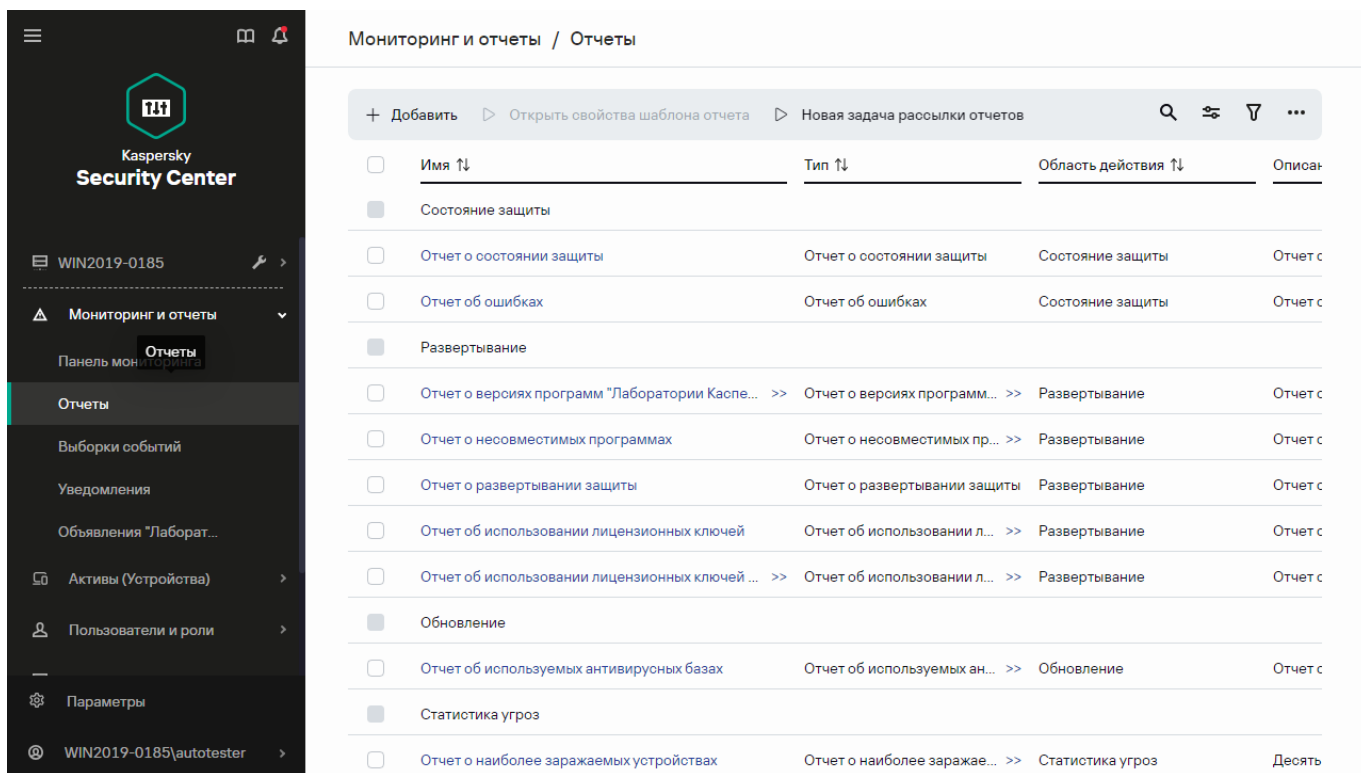 Мониторинг и отчеты / Отчеты
Kaspersky
Security Center
WIN2019-0185
Мониторинг и отчеты
Отчеты
Панель мониторинга
Отчеты
Выборки событий
Уведомления
Объявления "Лаборат...
Активы (Устройства)
Пользователи и роли
Параметры
WIN2019-0185\autotester
+ Добавить Открыть свойства шаблона отчета Новая задача рассылки отчетов
Имя Тип Область действия Описан
Состояние защиты
Отчет о состоянии защиты Отчет о состоянии защиты Состояние защиты Отчет о
Отчет об ошибках Отчет об ошибках Состояние защиты Отчет о
Развертывание
Отчет о версиях программ "Лаборатории Каспе... >> Отчет о версиях программ... >> Развертывание Отчет о
Отчет о несовместимых программах Отчет о несовместимых пр... >> Развертывание Отчет о
Отчет о развертывании защиты Отчет о развертывании защиты Развертывание Отчет о
Отчет об использовании лицензионных ключей Отчет об использовании л... >> Развертывание Отчет о
Отчет об использовании лицензионных ключей ... >> Отчет об использовании л... >> Развертывание Отчет о
Обновление
Отчет об используемых антивирусных базах Отчет об используемых ан... >> Обновление Отчет о
Статистика угроз
Отчет о наиболее заражаемых устройствах Отчет о наиболее заражае... >> Статистика угроз Десять